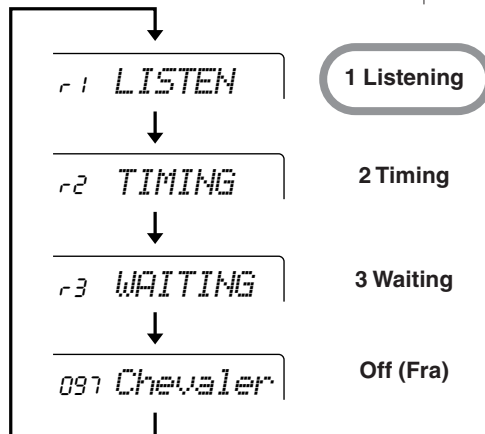 r1 LISTEN
1 Listening
r2 TIMING
2 Timing
r3 WAITING
3 Waiting
097 Chevaler
Off (Fra)